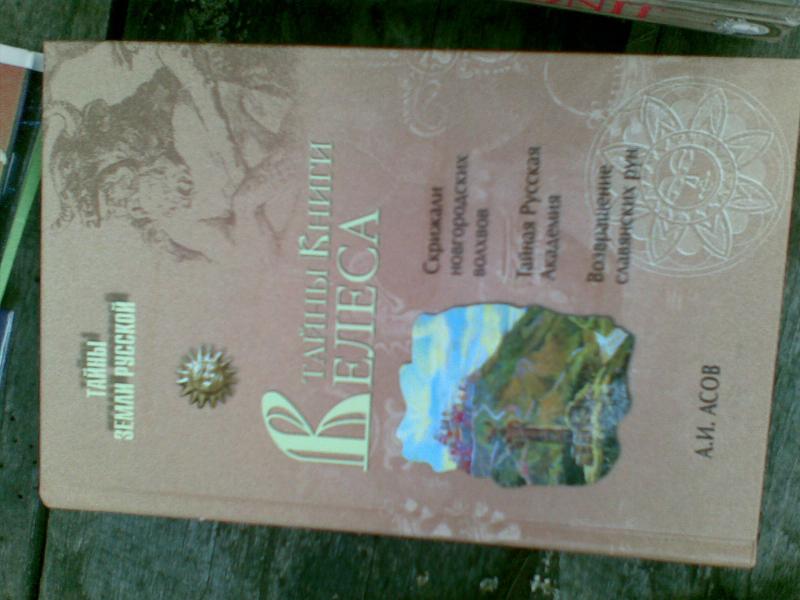 ТАЙНЫ
ЗЕМЛИ РУССКОЙ
ТАЙНЫ КНИГИ
ВЕЛЕСА
Скрижали
новгородских
волхвов
Тайная Русская
Академия
Возвращение
славянских рун
А.И. АСОВ